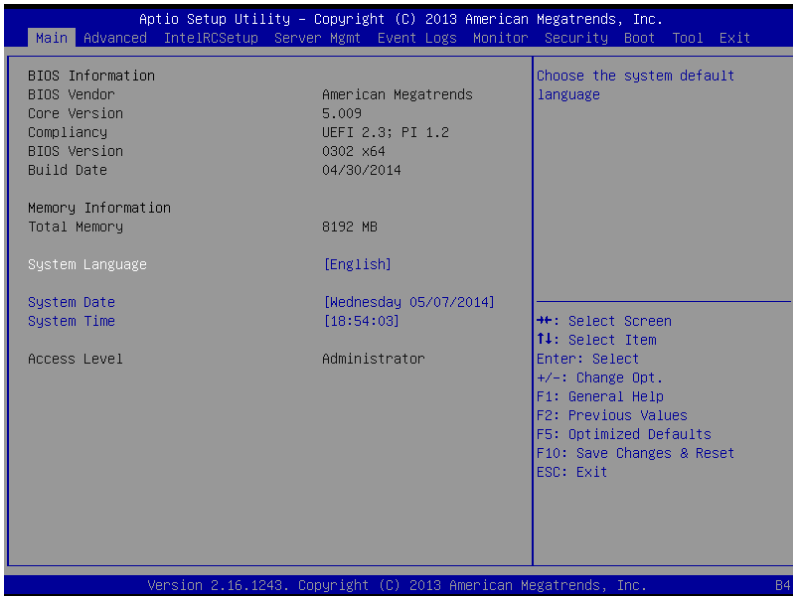 Aptio Setup Utility – Copyright (C) 2013 American Megatrends, Inc.
Main Advanced IntelRCSetup Server Mgmt Event Logs Monitor Security Boot Tool Exit
BIOS Information
BIOS Vendor American Megatrends
Core Version 5.009
Compliancy UEFI 2.3; PI 1.2
BIOS Version 0302 x64
Build Date 04/30/2014
Memory Information
Total Memory 8192 MB
System Language [English]
System Date [Wednesday 05/07/2014]
System Time [18:54:03]
Access Level Administrator
Choose the system default
language
→←: Select Screen
↑↓: Select Item
Enter: Select
+/-: Change Opt.
F1: General Help
F2: Previous Values
F5: Optimized Defaults
F10: Save Changes & Reset
ESC: Exit
Version 2.16.1243. Copyright (C) 2013 American Megatrends, Inc.
B4